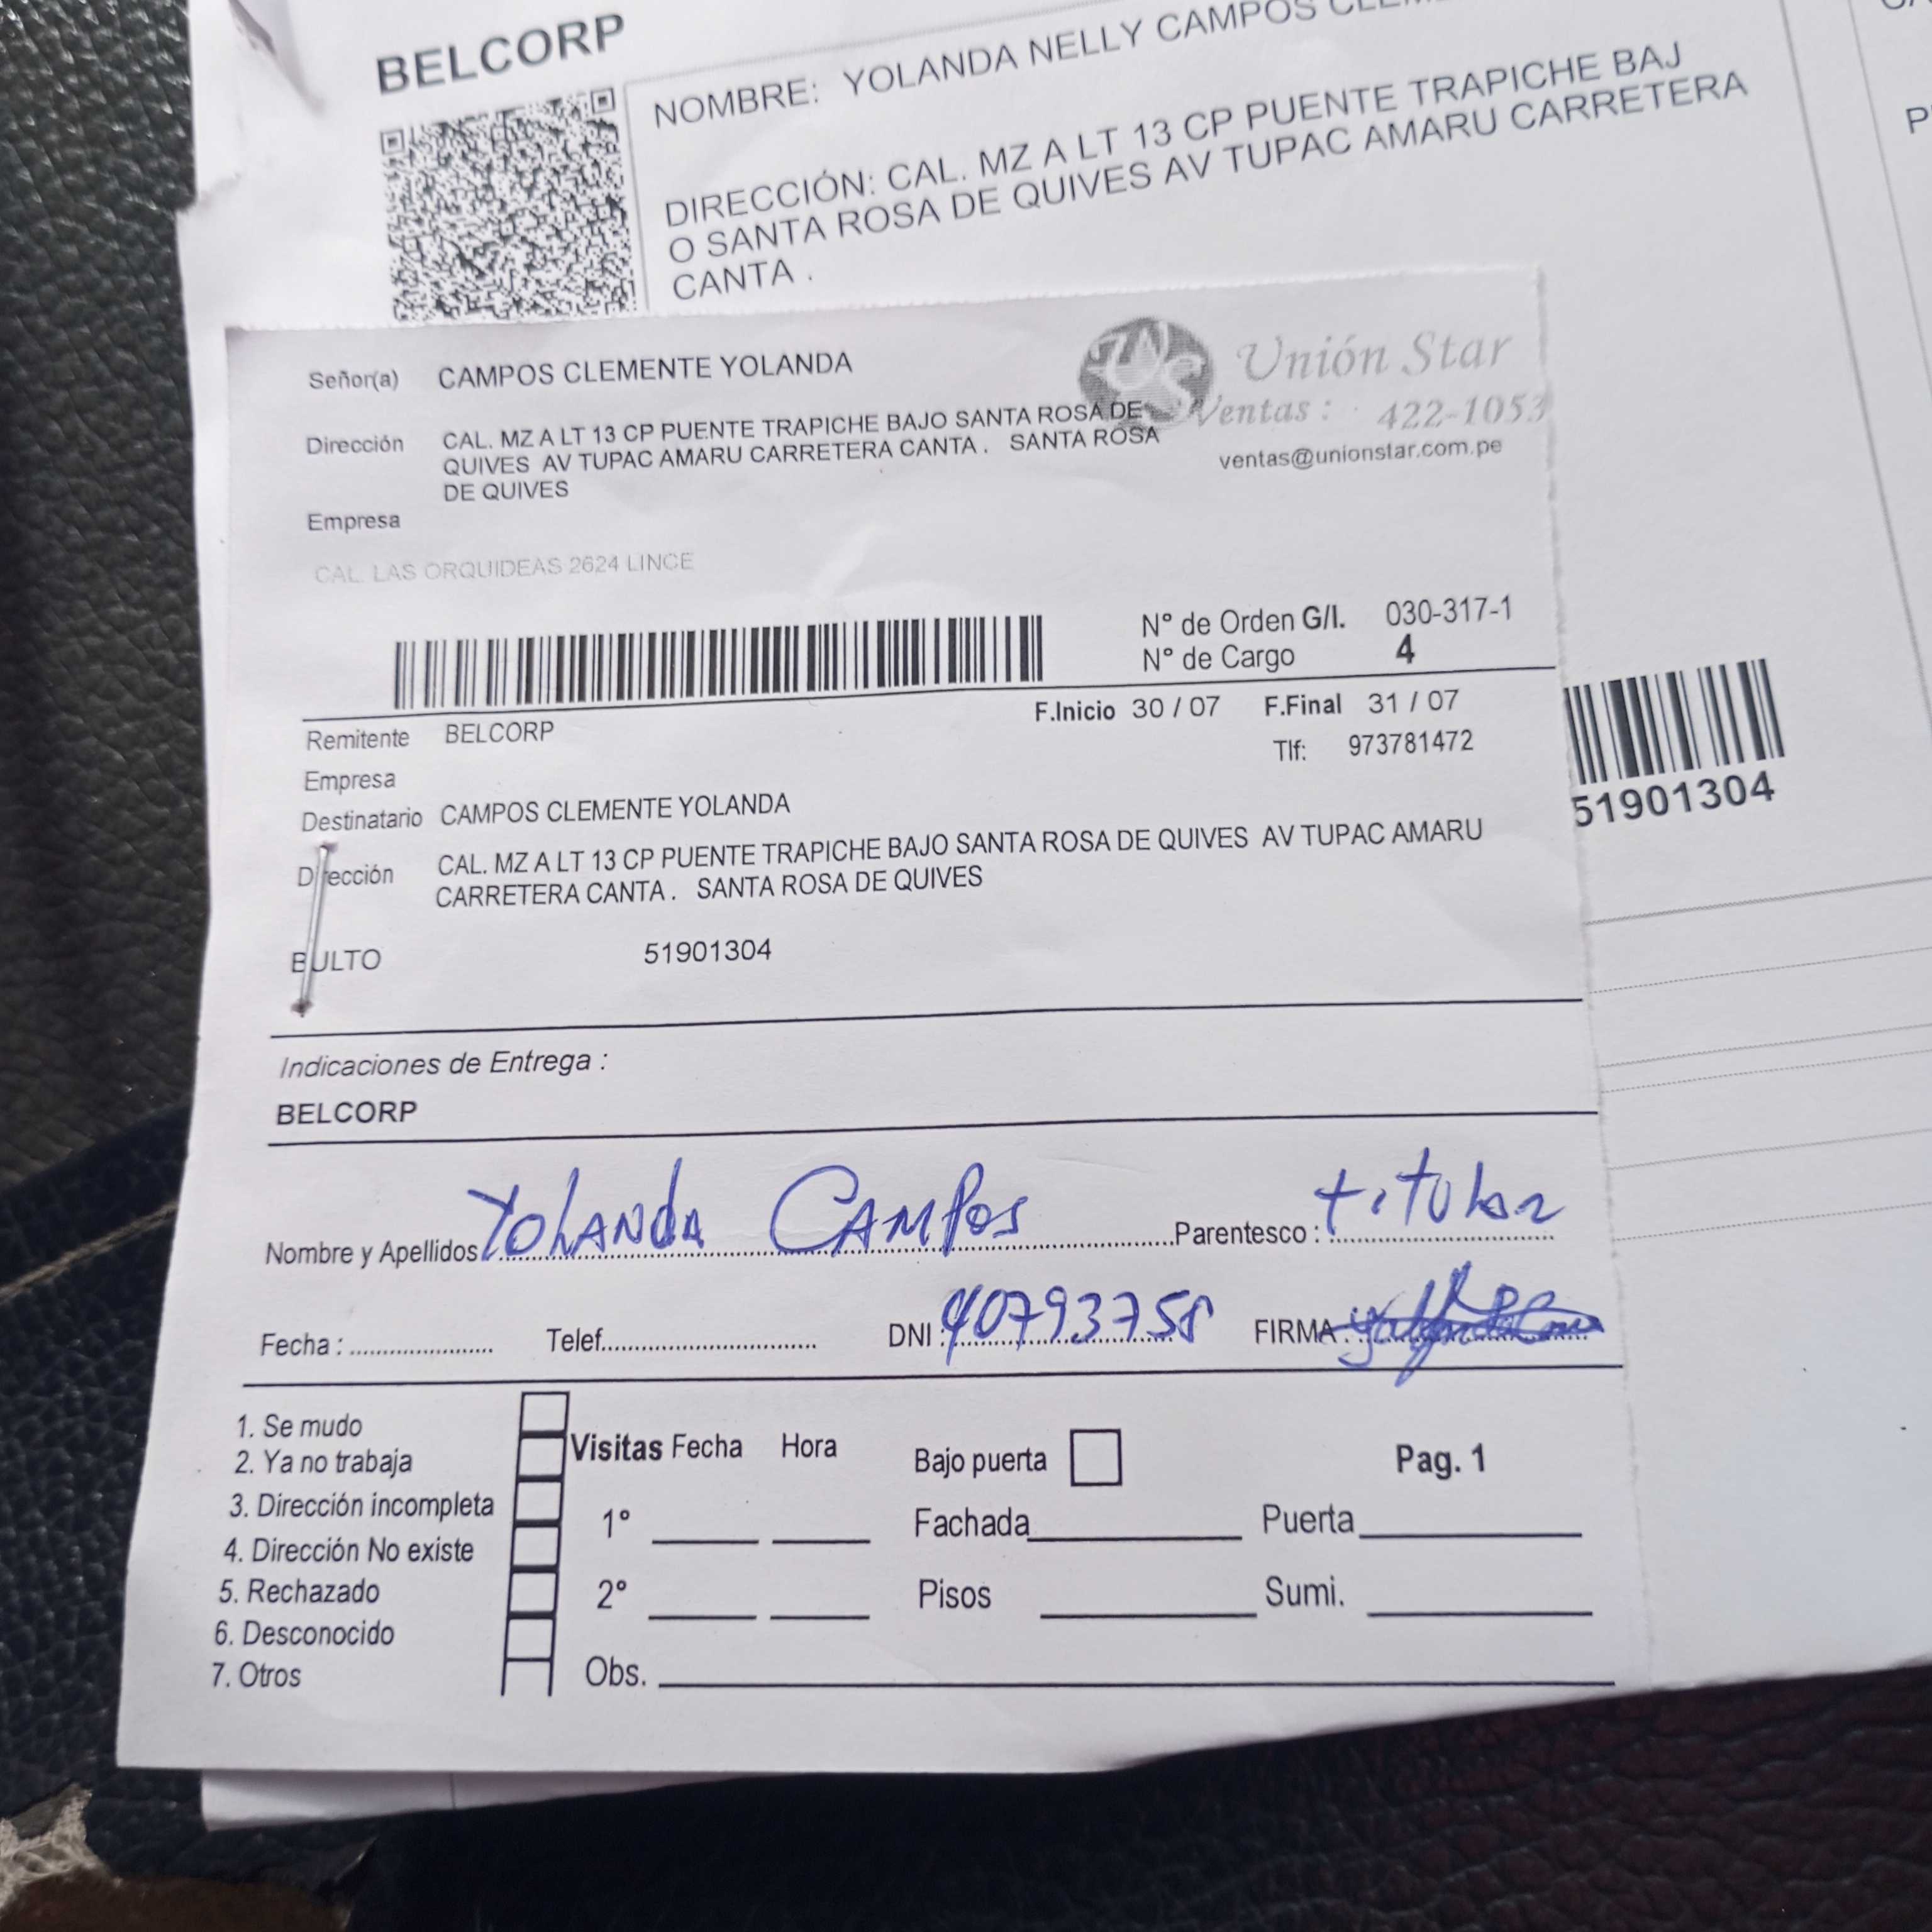 BELCORP
NOMBRE: YOLANDA NELLY CAMPOS
DIRECCIÓN: CAL. MZ A LT 13 CP PUENTE TRAPICHE BAJ
O SANTA ROSA DE QUIVES AV TUPAC AMARU CARRETERA
CANTA .
Señor(a) CAMPOS CLEMENTE YOLANDA
Unión Star
Ventas : 422-1053
ventas@unionstar.com.pe
Dirección CAL. MZ A LT 13 CP PUENTE TRAPICHE BAJO SANTA ROSA DE
QUIVES AV TUPAC AMARU CARRETERA CANTA . SANTA ROSA
DE QUIVES
Empresa
CAL. LAS ORQUIDEAS 2624 LINCE
N° de Orden G/I. 030-317-1
N° de Cargo 4
F.Inicio 30 / 07 F.Final 31 / 07
Remitente BELCORP
Tlf: 973781472
Empresa
Destinatario CAMPOS CLEMENTE YOLANDA
51901304
Dirección CAL. MZ A LT 13 CP PUENTE TRAPICHE BAJO SANTA ROSA DE QUIVES AV TUPAC AMARU
CARRETERA CANTA . SANTA ROSA DE QUIVES
BULTO 51901304
Indicaciones de Entrega :
BELCORP
Nombre y Apellidos Yolanda Campos Parentesco : titular
Fecha : Telef. DNI : 40793758 FIRMA :
1. Se mudo
2. Ya no trabaja
3. Dirección incompleta
4. Dirección No existe
5. Rechazado
6. Desconocido
7. Otros
Visitas Fecha Hora
1°
2°
Obs.
Bajo puerta Pag. 1
Fachada Puerta
Pisos Sumi.